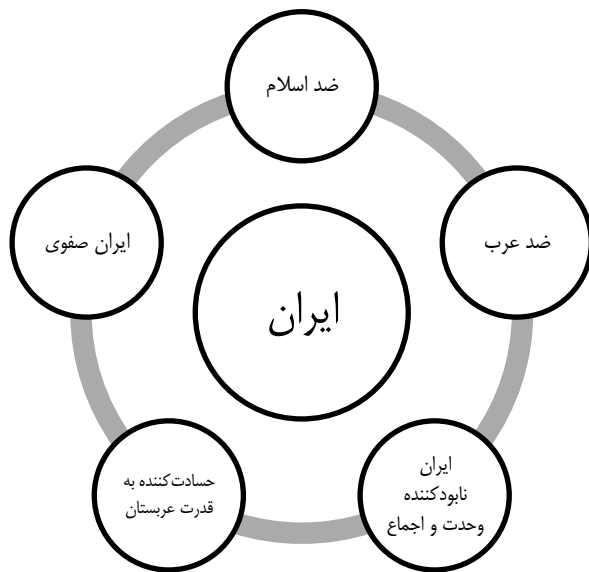 ضد اسلام
ضد عرب
ایران صفوی
ایران
ایران
نابودکننده
وحدت و اجماع
حسادت‌کننده به
قدرت عربستان